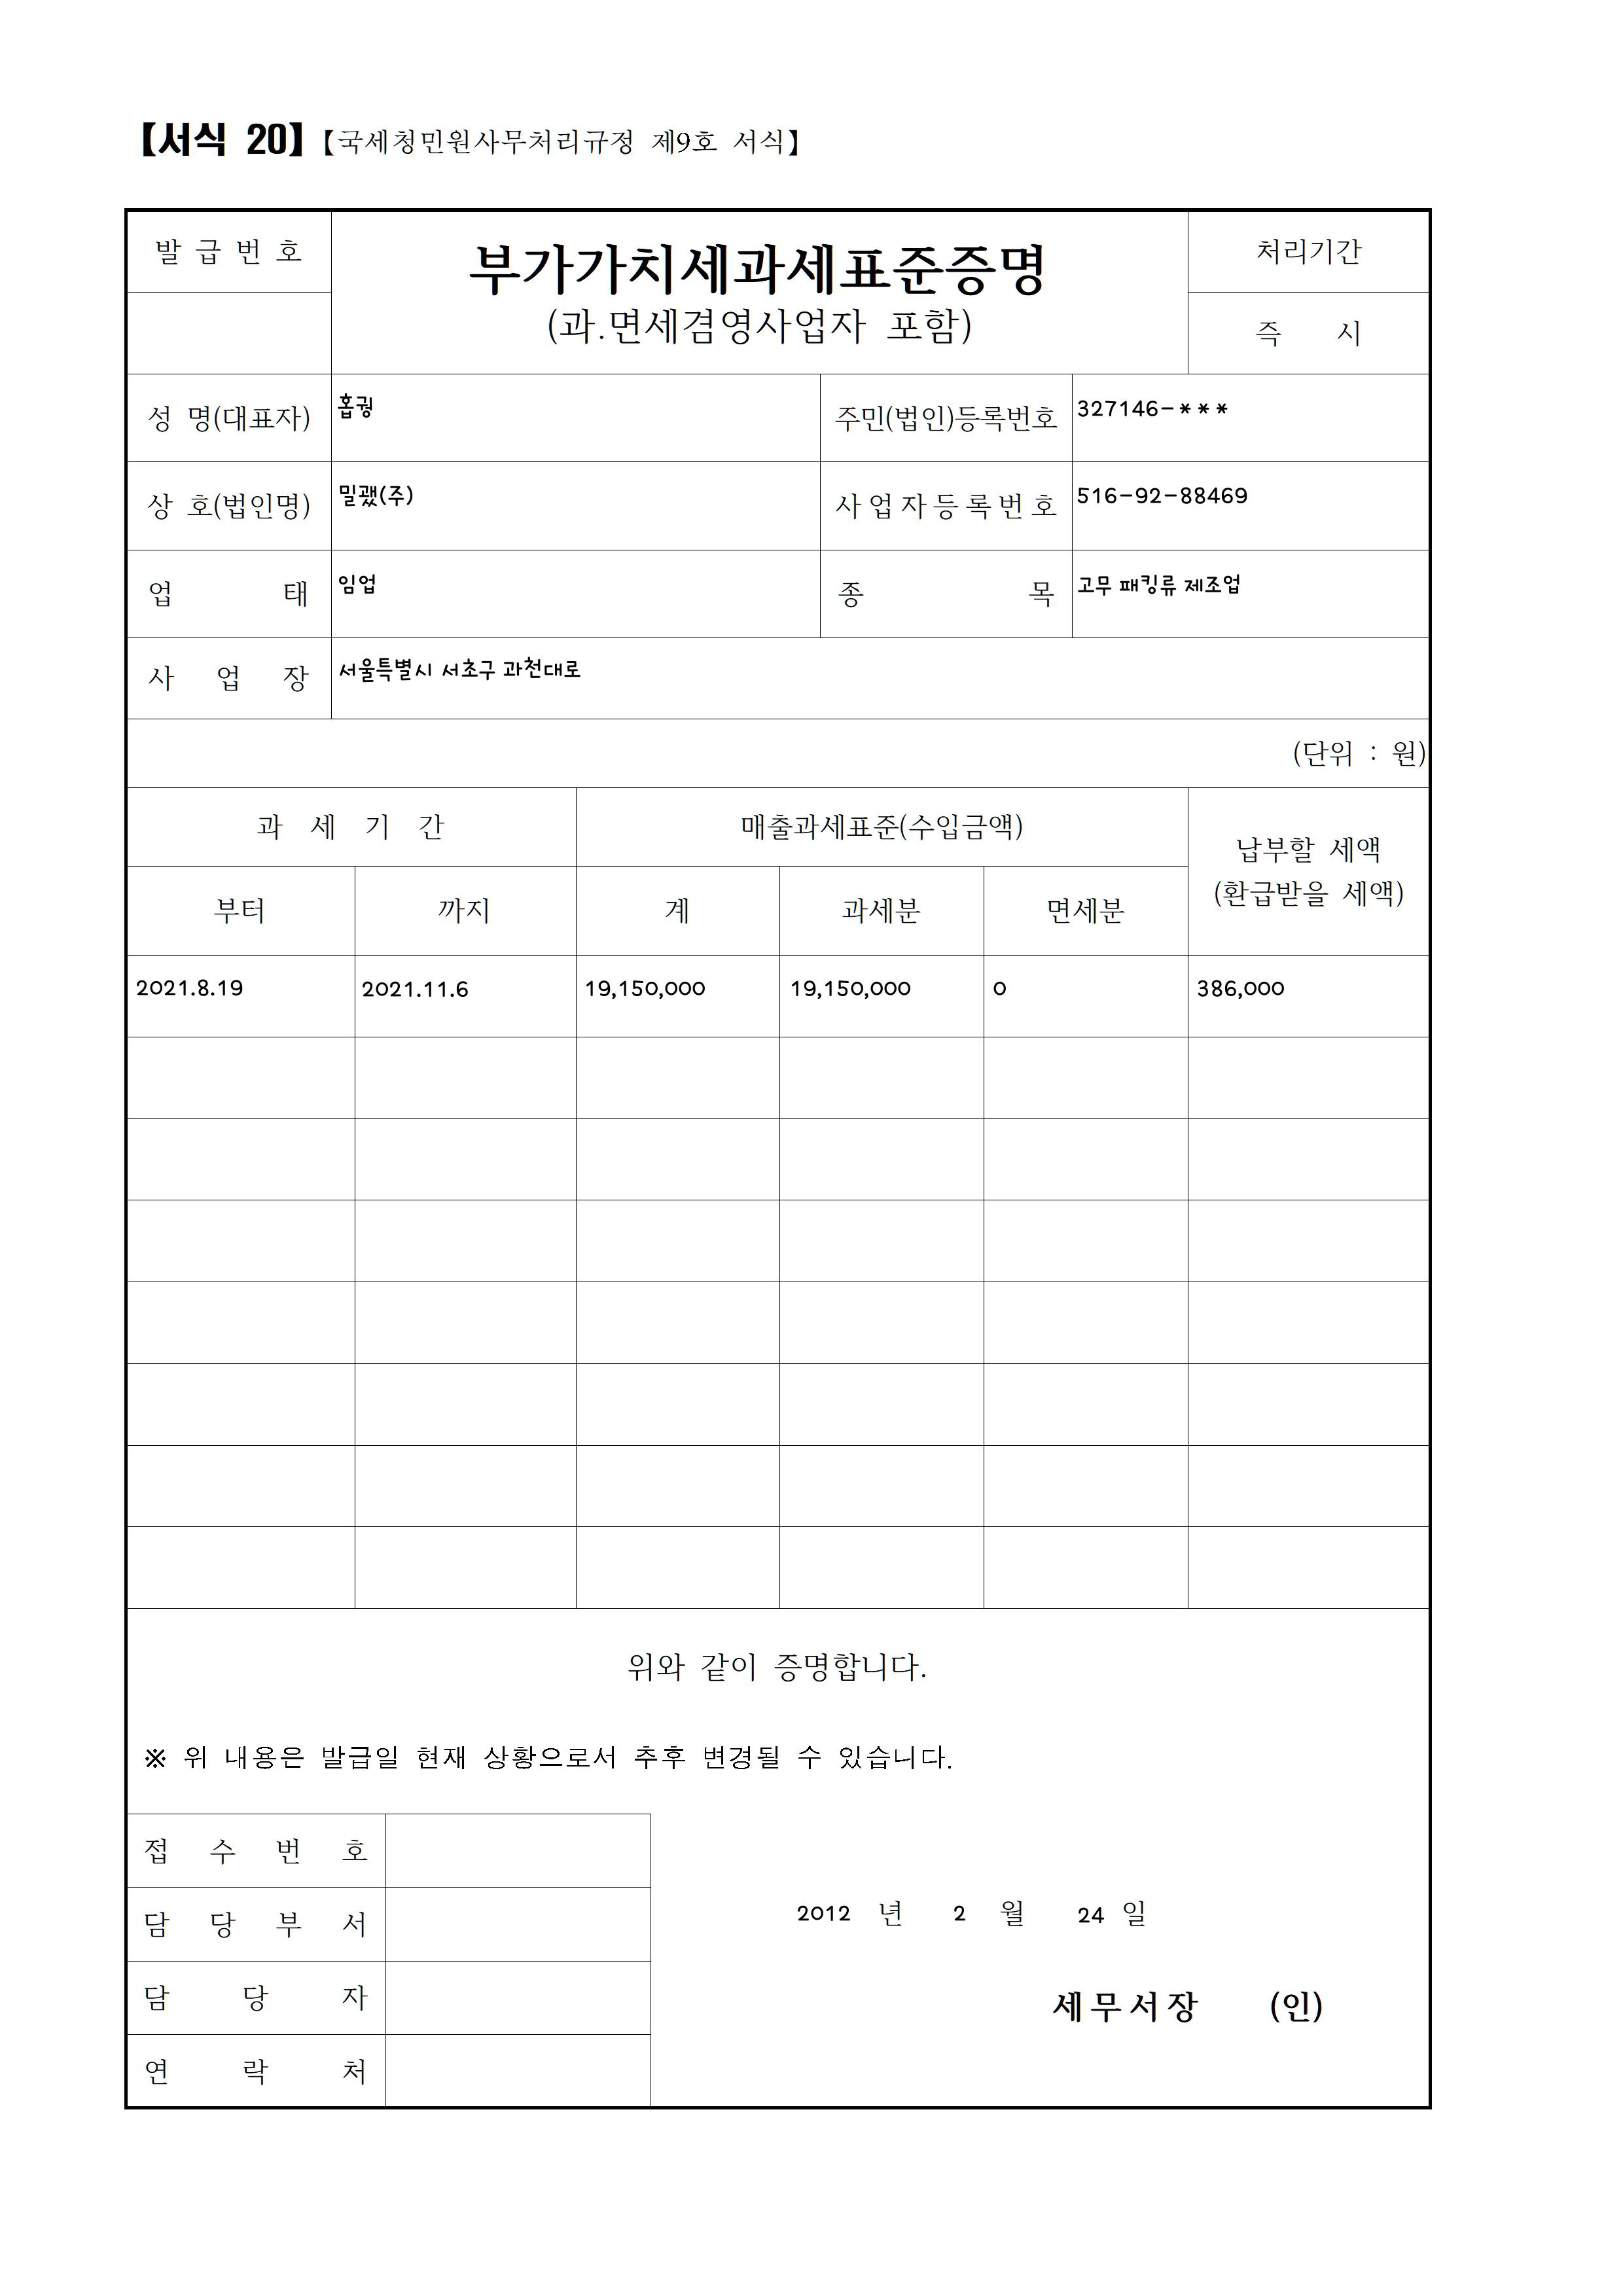 【서식 20】【국세청민원사무처리규정 제9호 서식】
발 급 번 호
부가가치세과세표준증명
(과.면세겸영사업자 포함)
처리기간
즉 시
성 명(대표자) 홉궝 주민(법인)등록번호 327146-***
상 호(법인명) 밀괬(주) 사업자등록번호 516-92-88469
업 태 임업 종 목 고무 패킹류 제조업
사 업 장 서울특별시 서초구 과천대로
(단위 : 원)
과 세 기 간 매출과세표준(수입금액) 납부할 세액
(환급받을 세액)
부터 까지 계 과세분 면세분
2021.8.19 2021.11.6 19,150,000 19,150,000 0 386,000
위와 같이 증명합니다.
※ 위 내용은 발급일 현재 상황으로서 추후 변경될 수 있습니다.
접 수 번 호
담 당 부 서
담 당 자
연 락 처
2012 년 2 월 24 일
세무서장 (인)